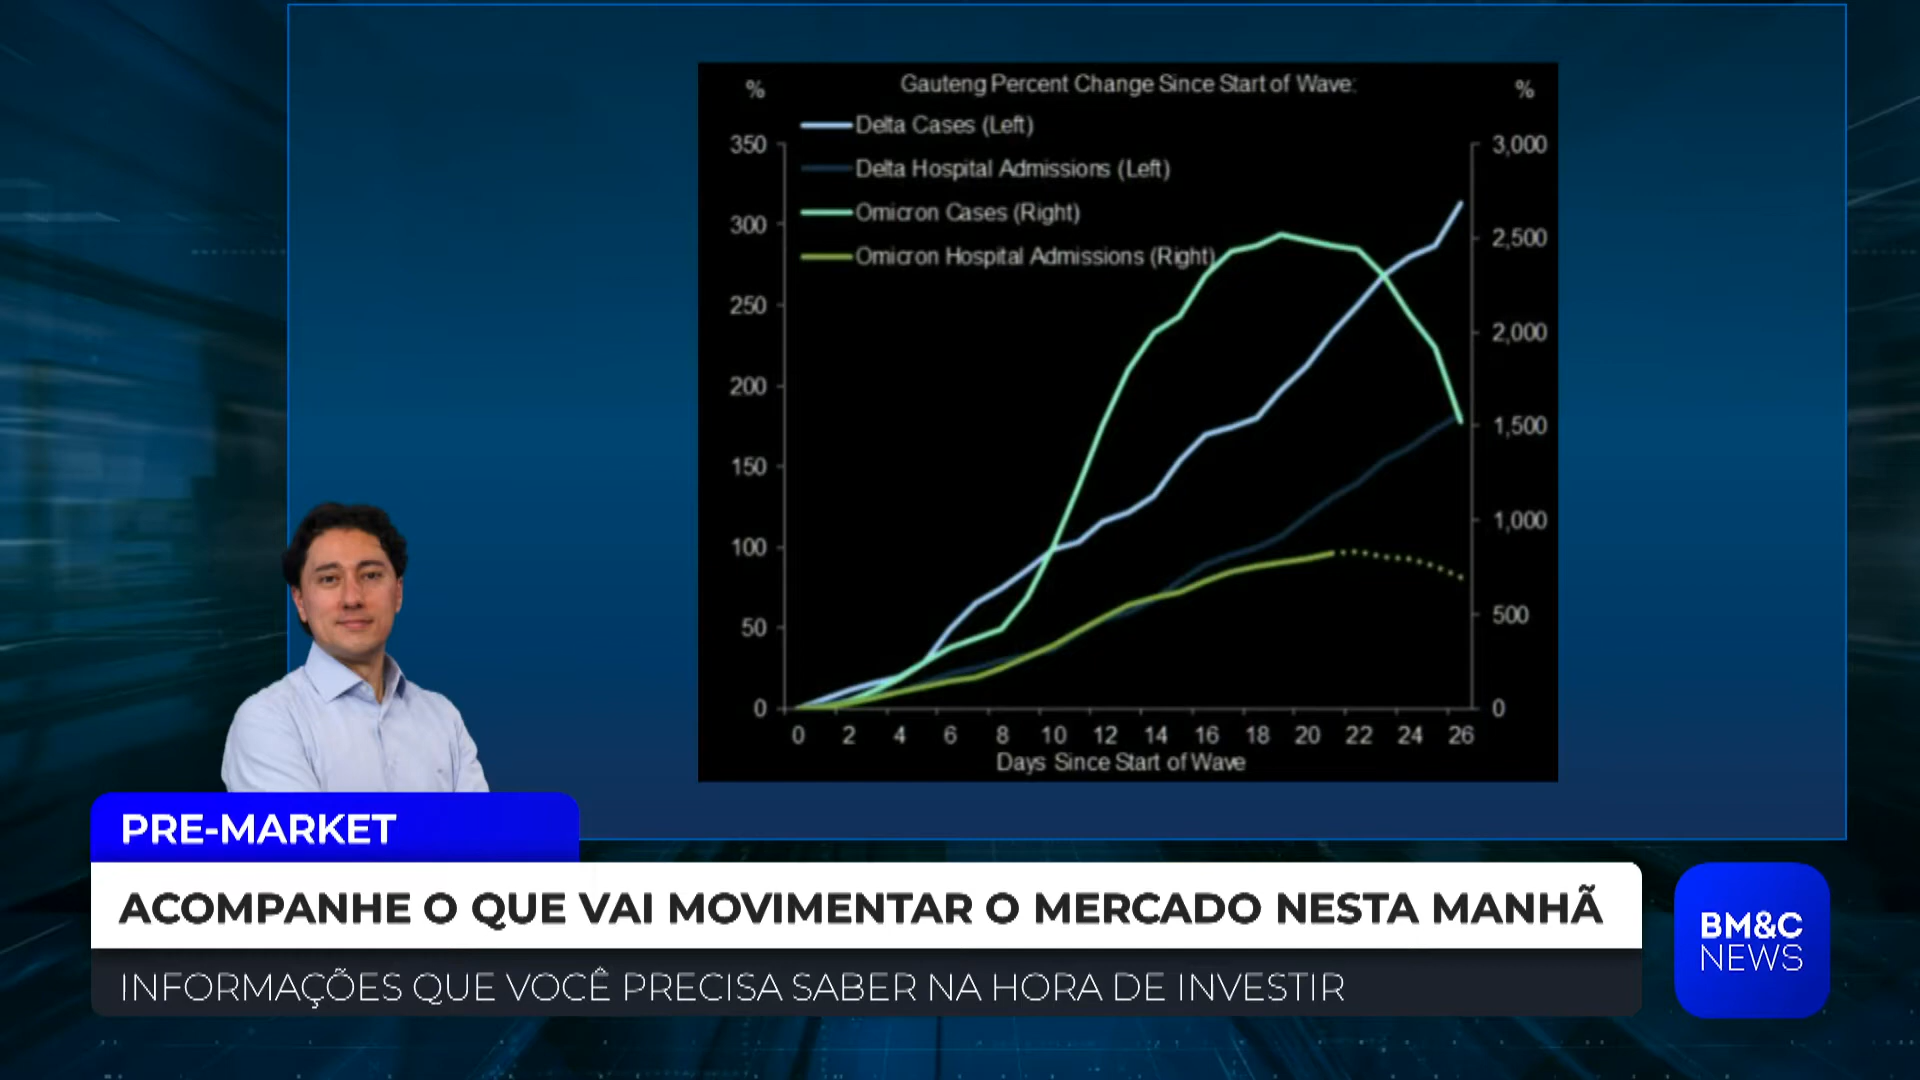 Gauteng Percent Change Since Start of Wave:
% %
Delta Cases (Left)
Delta Hospital Admissions (Left)
Omicron Cases (Right)
Omicron Hospital Admissions (Right)
350 3,000
300 2,500
250 2,000
200 1,500
150 1,000
100 500
50 0
0
0 2 4 6 8 10 12 14 16 18 20 22 24 26
Days Since Start of Wave
PRE-MARKET
ACOMPANHE O QUE VAI MOVIMENTAR O MERCADO NESTA MANHÃ
INFORMAÇÕES QUE VOCÊ PRECISA SABER NA HORA DE INVESTIR
BM&C
NEWS